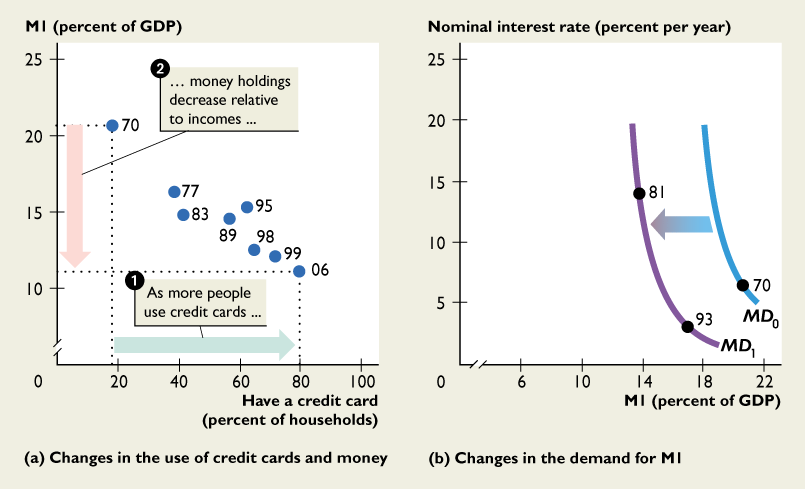 M1 (percent of GDP)
25
20
15
10
0
20
40
60
80
100
Have a credit card
(percent of households)
70
77
83
89
95
98
99
06
2
… money holdings
decrease relative
to incomes ...
1
As more people
use credit cards ...
(a) Changes in the use of credit cards and money
Nominal interest rate (percent per year)
25
20
15
10
5
0
6
10
14
18
22
M1 (percent of GDP)
81
93
70
MD0
MD1
(b) Changes in the demand for M1